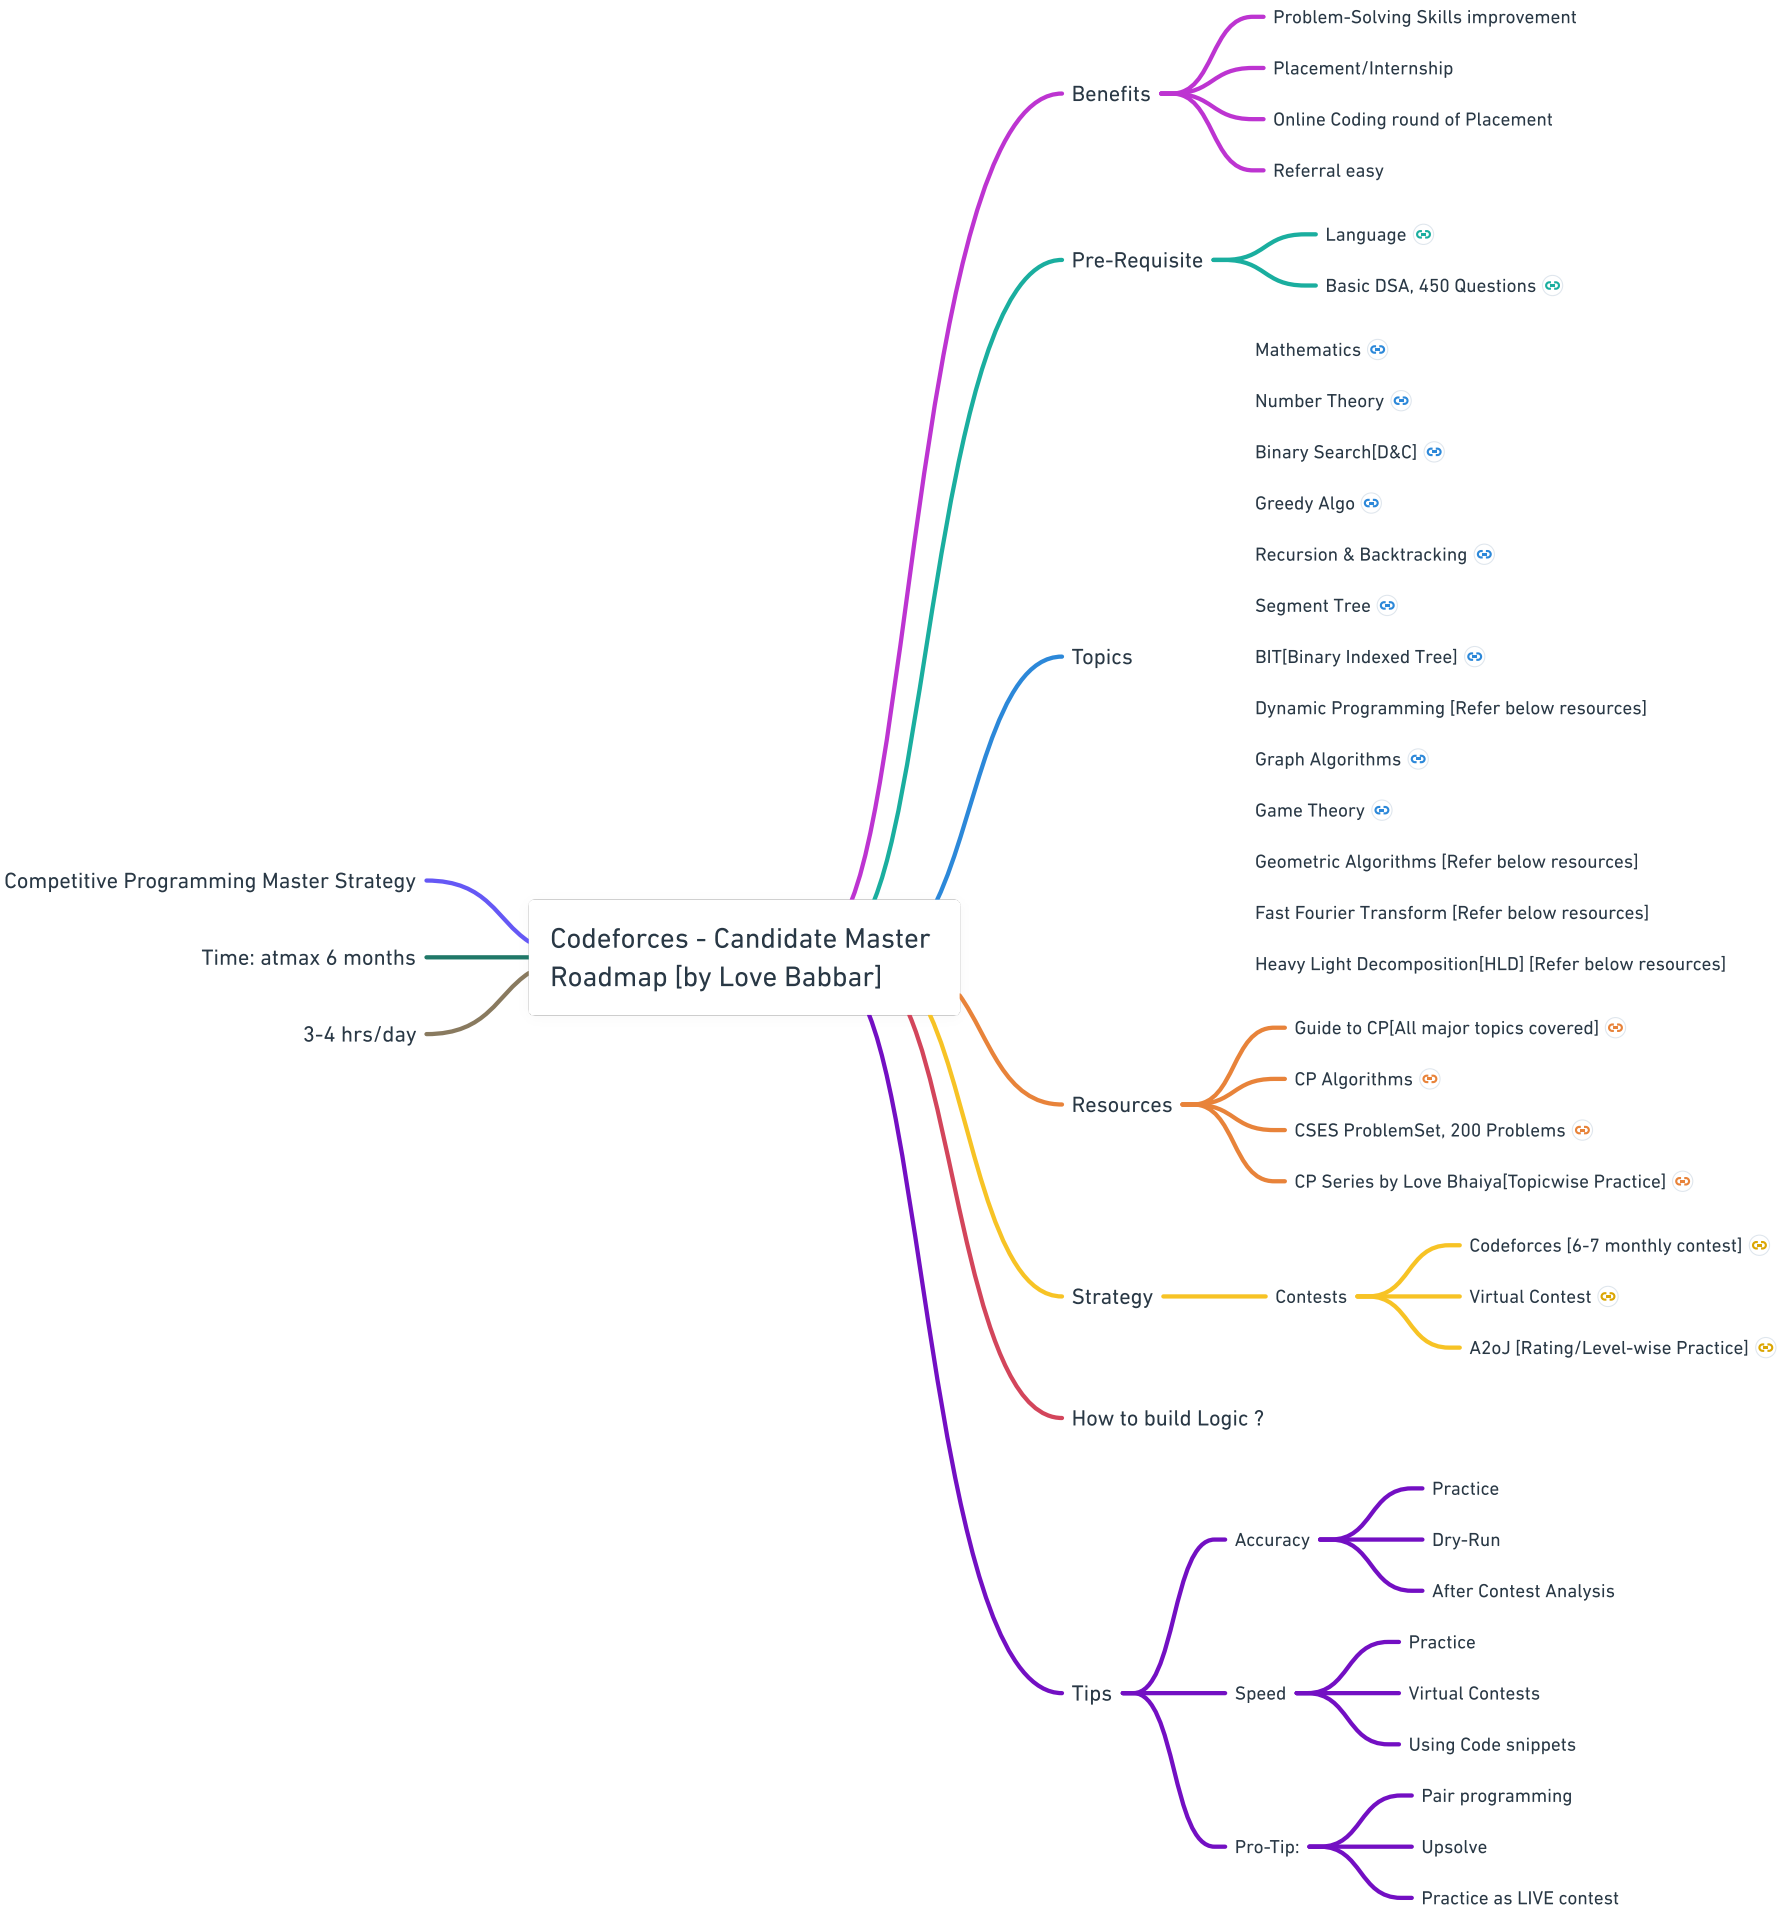 Competitive Programming Master Strategy
Time: atmax 6 months
3-4 hrs/day
Codeforces - Candidate Master
Roadmap [by Love Babbar]
Benefits
Problem-Solving Skills improvement
Placement/Internship
Online Coding round of Placement
Referral easy
Pre-Requisite
Language
Basic DSA, 450 Questions
Topics
Mathematics
Number Theory
Binary Search[D&C]
Greedy Algo
Recursion & Backtracking
Segment Tree
BIT[Binary Indexed Tree]
Dynamic Programming [Refer below resources]
Graph Algorithms
Game Theory
Geometric Algorithms [Refer below resources]
Fast Fourier Transform [Refer below resources]
Heavy Light Decomposition[HLD] [Refer below resources]
Resources
Guide to CP[All major topics covered]
CP Algorithms
CSES ProblemSet, 200 Problems
CP Series by Love Bhaiya[Topicwise Practice]
Strategy
Contests
Codeforces [6-7 monthly contest]
Virtual Contest
A2oJ [Rating/Level-wise Practice]
How to build Logic ?
Tips
Accuracy
Practice
Dry-Run
After Contest Analysis
Speed
Practice
Virtual Contests
Using Code snippets
Pro-Tip:
Pair programming
Upsolve
Practice as LIVE contest